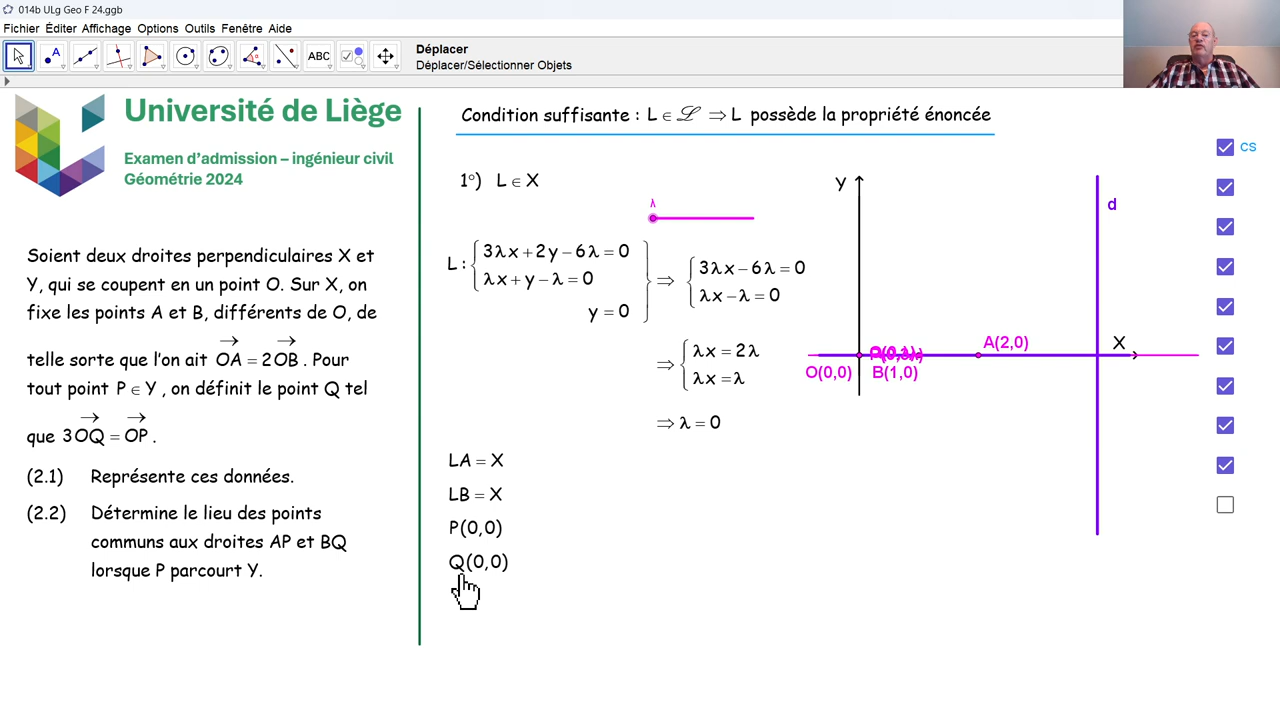 014b ULg Geo F 24.ggb
Fichier Éditer Affichage Options Outils Fenêtre Aide
A
ABC
Déplacer
Déplacer/Sélectionner Objets
Université de Liège
Examen d'admission – ingénieur civil
Géométrie 2024
Soient deux droites perpendiculaires X et
Y, qui se coupent en un point O. Sur X, on
fixe les points A et B, différents de O, de
telle sorte que l'on ait OA⃗ = 2OB⃗ . Pour
tout point P ∈ Y , on définit le point Q tel
que 3OQ⃗ = OP⃗ .
(2.1) Représente ces données.
(2.2) Détermine le lieu des points
communs aux droites AP et BQ
lorsque P parcourt Y.
Condition suffisante : L ∈ ℒ ⇒ L possède la propriété énoncée
1°) L ∈ X
λ
L : { 3λx + 2y − 6λ = 0
λx + y − λ = 0
y = 0 }
⇒ { 3λx − 6λ = 0
λx − λ = 0
⇒ { λx = 2λ
λx = λ
⇒ λ = 0
LA = X
LB = X
P(0,0)
Q(0,0)
Y
d
A(2,0)
X
O(0,0)
B(1,0)
CS